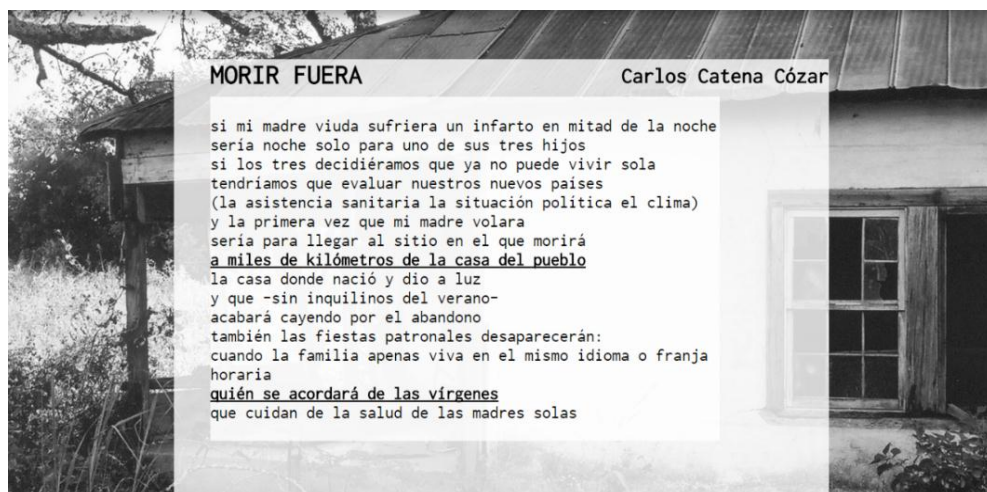 MORIR FUERA
Carlos Catena Cózar
si mi madre viuda sufriera un infarto en mitad de la noche
sería noche solo para uno de sus tres hijos
si los tres decidiéramos que ya no puede vivir sola
tendríamos que evaluar nuestros nuevos países
(la asistencia sanitaria la situación política el clima)
y la primera vez que mi madre volara
sería para llegar al sitio en el que morirá
a miles de kilómetros de la casa del pueblo
la casa donde nació y dio a luz
y que -sin inquilinos del verano-
acabará cayendo por el abandono
también las fiestas patronales desaparecerán:
cuando la familia apenas viva en el mismo idioma o franja
horaria
quién se acordará de las vírgenes
que cuidan de la salud de las madres solas